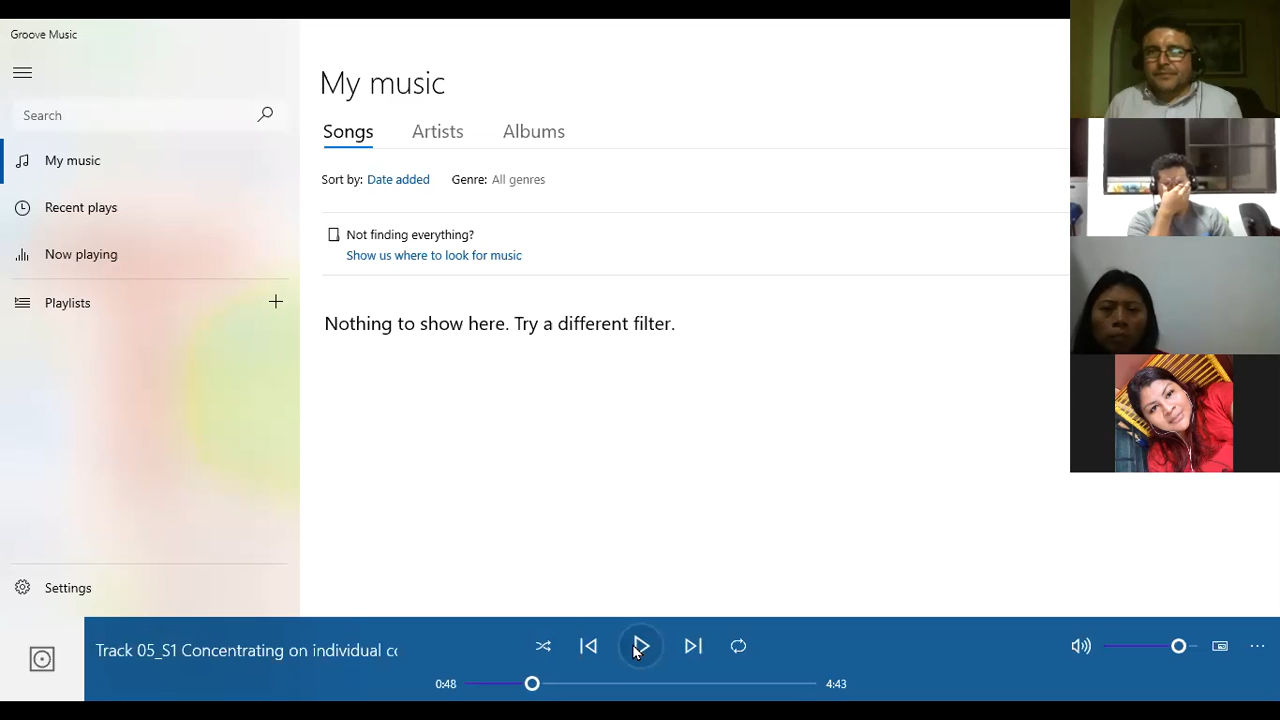 Groove Music
Search
My music
Recent plays
Now playing
Playlists
Settings
My music
Songs Artists Albums
Sort by: Date added Genre: All genres
Not finding everything?
Show us where to look for music
Nothing to show here. Try a different filter.
Track 05_S1 Concentrating on individual
0:48 4:43